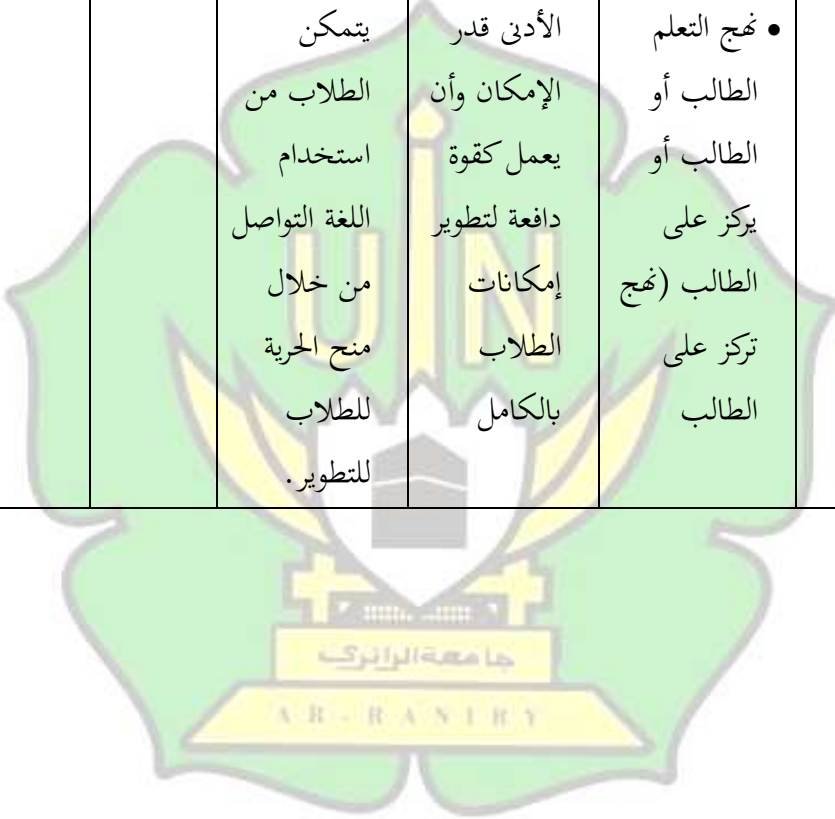 • نهج التعلم
الطالب أو
الطالب أو
يركز على
الطالب (نهج
تركز على
الطالب
الأدنى قدر
الإمكان وأن
يعمل كقوة
دافعة لتطوير
إمكانات
الطلاب
بالكامل
يتمكن
الطلاب من
استخدام
اللغة التواصل
من خلال
منح الحرية
للطلاب
للتطوير.
UIN
جامعة الرانري
AR-RANIRY